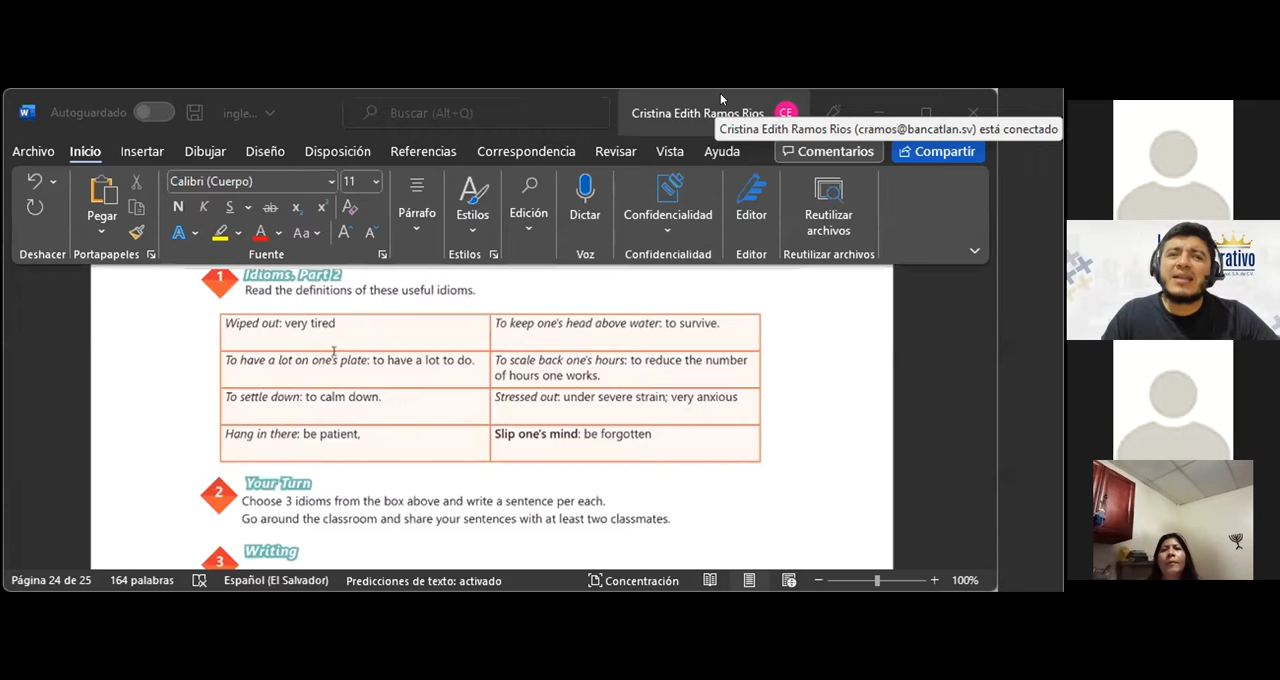 Autoguardado
ingle...
Buscar (Alt+Q)
Cristina Edith Ramos Rios
CE
Cristina Edith Ramos Rios (cramos@bancatlan.sv) está conectado
Archivo Inicio Insertar Dibujar Diseño Disposición Referencias Correspondencia Revisar Vista Ayuda Comentarios Compartir
Pegar
Calibri (Cuerpo) 11
N K S ab x₂ x² A
A A Aa A A
Párrafo
Estilos
Edición
Dictar
Confidencialidad
Editor
Reutilizar
archivos
Deshacer Portapapeles Fuente Estilos Voz Confidencialidad Editor Reutilizar archivos
1 Idioms. Part 2
Read the definitions of these useful idioms.
Wiped out: very tired
To keep one's head above water: to survive.
To have a lot on one's plate: to have a lot to do.
To scale back one's hours: to reduce the number
of hours one works.
To settle down: to calm down.
Stressed out: under severe strain; very anxious
Hang in there: be patient,
Slip one's mind: be forgotten
2 Your Turn
Choose 3 idioms from the box above and write a sentence per each.
Go around the classroom and share your sentences with at least two classmates.
3 Writing
Página 24 de 25 164 palabras Español (El Salvador) Predicciones de texto: activado Concentración 100%